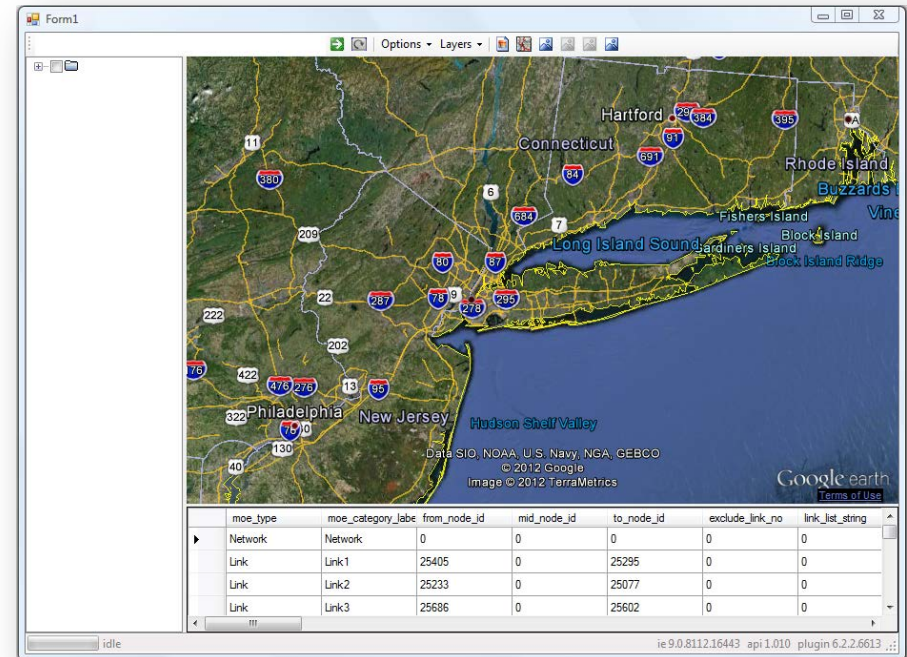 Form1
Options Layers
Hartford
29 384 395 A
91
Connecticut
11 691
84 Rhode Island
380
6 Buzzards
684 Fishers Island Vine
7
209 Block Island
Long Island Sound Gardiners Island
80 87 Block Island Ridge
22 287 78 9 278 295
222
202
76
422 476 276 13 95
322 Philadelphia New Jersey
Hudson Shelf Valley
130
Data SIO, NOAA, U.S. Navy, NGA, GEBCO
40 © 2012 Google
Image © 2012 TerraMetrics
Google earth
Terms of Use
moe_type moe_category_labe from_node_id mid_node_id to_node_id exclude_link_no link_list_string
Network Network 0 0 0 0 0
Link Link1 25405 0 25295 0 0
Link Link2 25233 0 25077 0 0
Link Link3 25686 0 25602 0 0
idle ie 9.0.8112.16443 api 1.010 plugin 6.2.2.6613